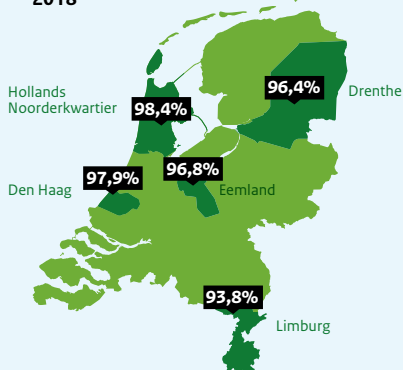 2018
96,4%
Drenthe
Hollands
Noorderkwartier
98,4%
96,8%
97,9%
Den Haag
Eemland
93,8%
Limburg